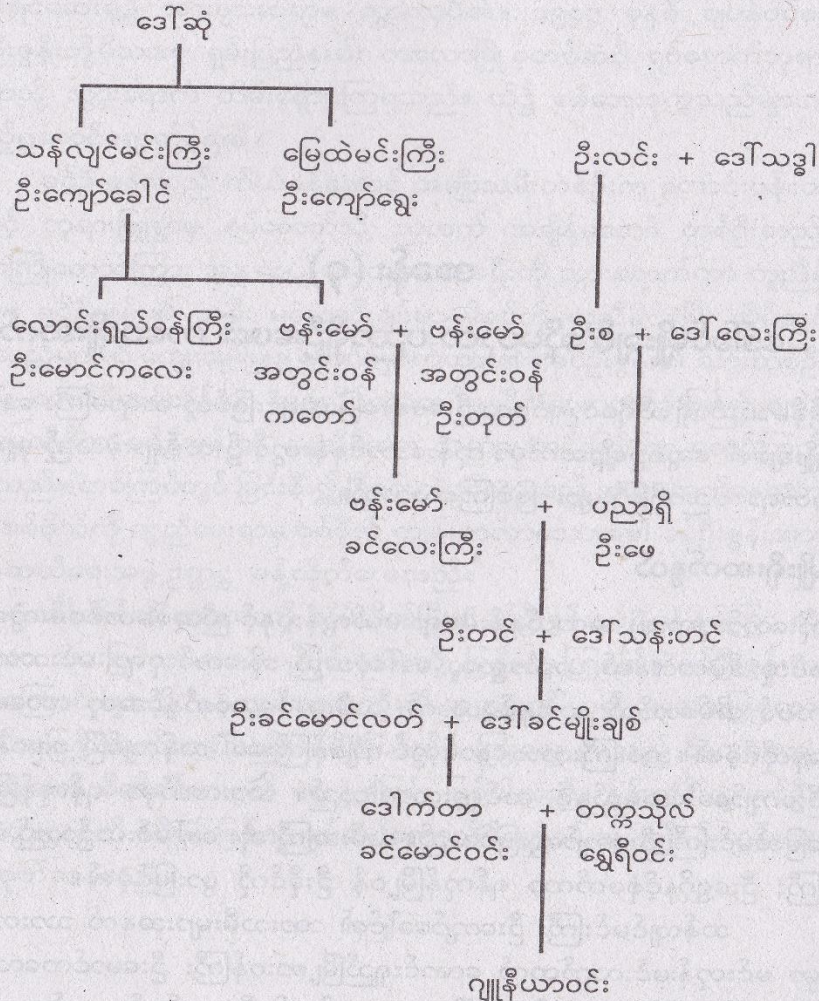 ဒေါ်ဆုံ
သန်လျင်မင်းကြီး မြေထဲမင်းကြီး ဦးလင်း + ဒေါ်သဒ္ဓါ
ဦးကျော်ခေါင် ဦးကျော်ရွေး
လောင်းရှည်ဝန်ကြီး ဗန်းမော် + ဗန်းမော် ဦးစ + ဒေါ်လေးကြီး
ဦးမောင်ကလေး အတွင်းဝန် အတွင်းဝန်
ကတော် ဦးတုတ်
ဗန်းမော် + ပညာရှိ
ခင်လေးကြီး ဦးဖေ
ဦးတင် + ဒေါ်သန်းတင်
ဦးခင်မောင်လတ် + ဒေါ်ခင်မျိုးချစ်
ဒေါက်တာ + တက္ကသိုလ်
ခင်မောင်ဝင်း ရွှေရီဝင်း
ဂျူနီယာဝင်း